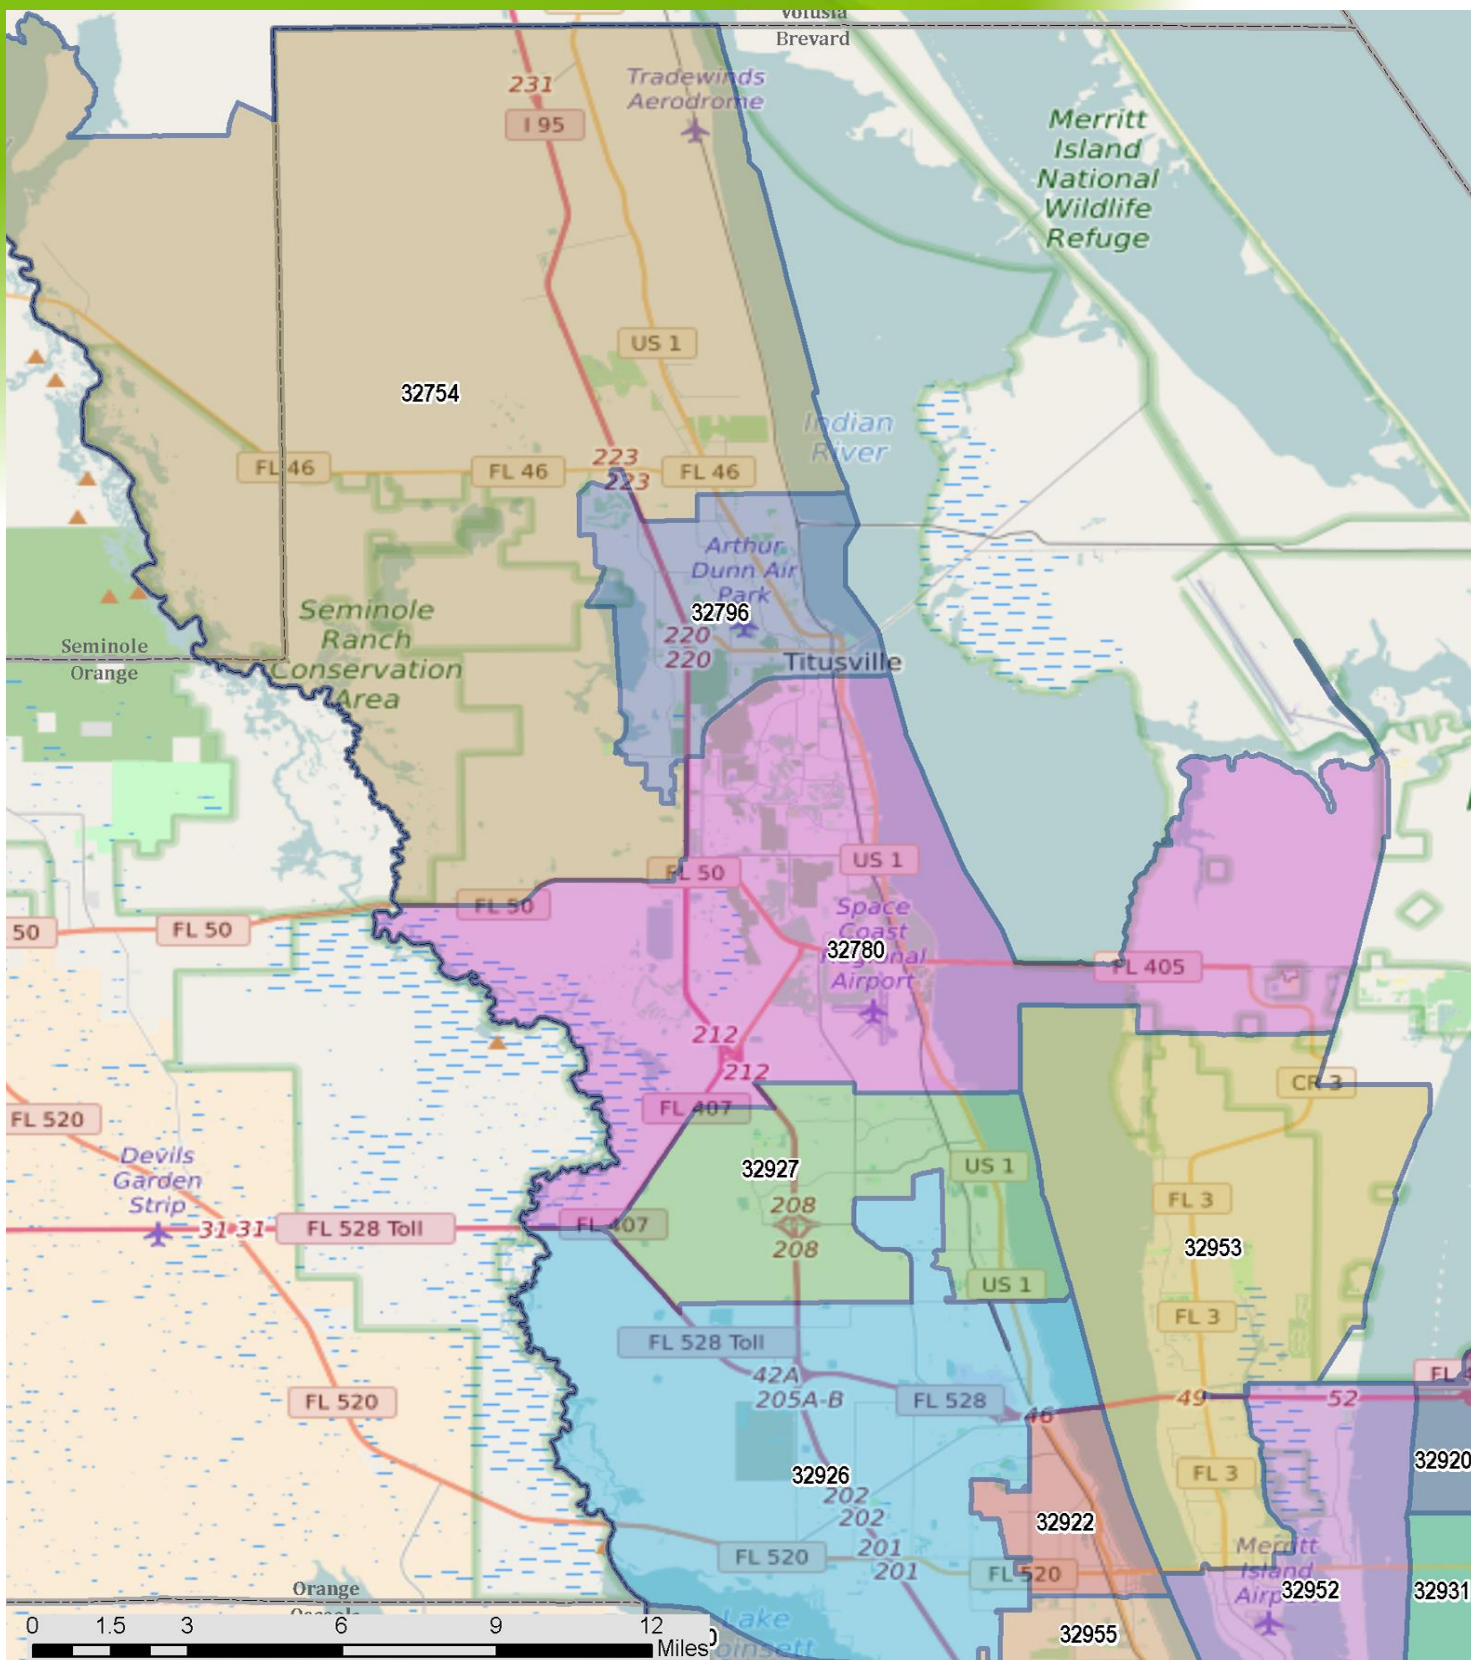 Volusia
Brevard
231
I 95
Tradewinds
Aerodrome
Merritt
Island
National
Wildlife
Refuge
US 1
32754
Indian
River
FL 46
FL 46
223
223
FL 46
Arthur
Dunn Air
Park
32796
220
220
Titusville
Seminole
Orange
Seminole
Ranch
Conservation
Area
FL 50
US 1
50
FL 50
FL 50
Space
Coast
Regional
Airport
32780
FL 405
212
212
FL 407
CR 3
FL 520
Devils
Garden
Strip
31
31
FL 528 Toll
FL 407
32927
208
208
US 1
US 1
FL 3
32953
FL 3
FL 528 Toll
42A
205A-B
FL 528
46
49
52
FL 4
FL 520
32926
202
202
201
201
FL 520
FL 520
32922
FL 3
32920
Merritt
Island
Airp
32952
32931
Orange
Lake
32955
0 1.5 3 6 9 12
Miles